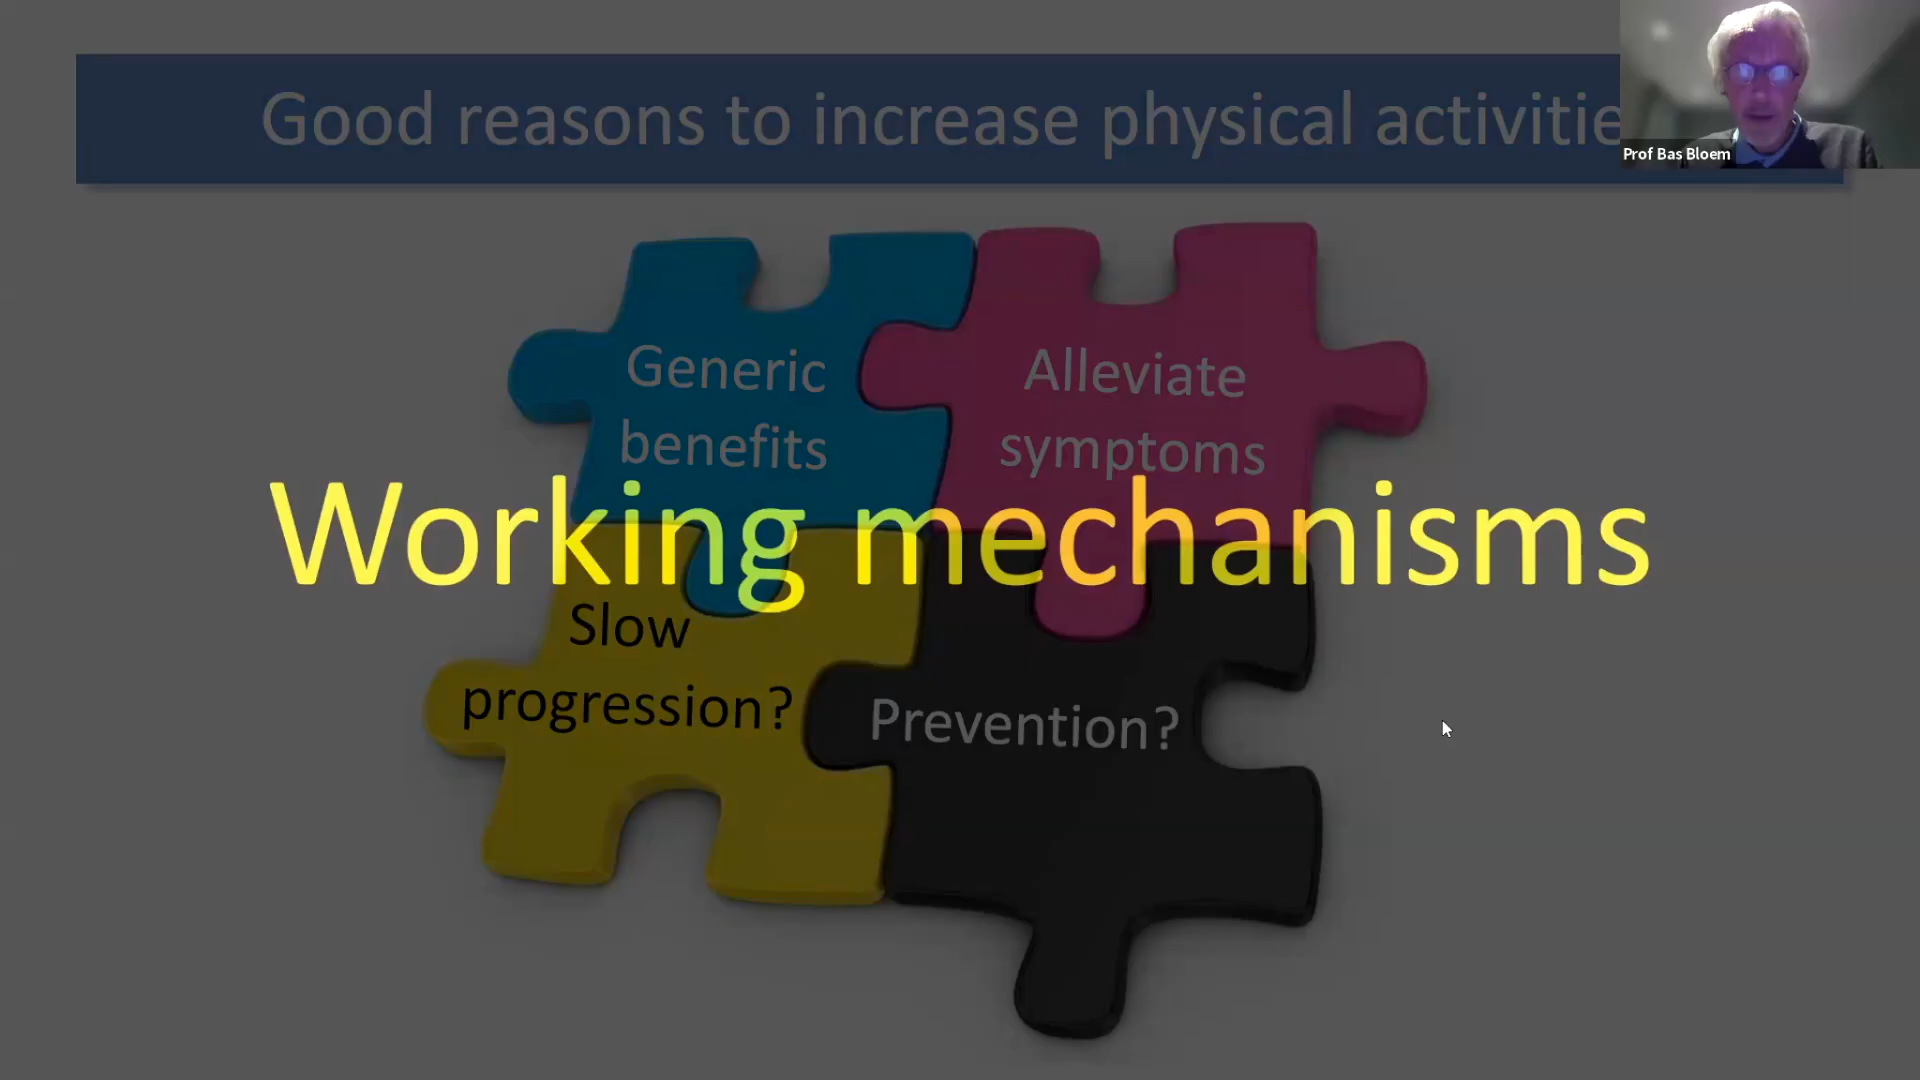 Good reasons to increase physical activitie
Prof Bas Bloem
Generic
benefits
Alleviate
symptoms
Working mechanisms
Slow
progression?
Prevention?